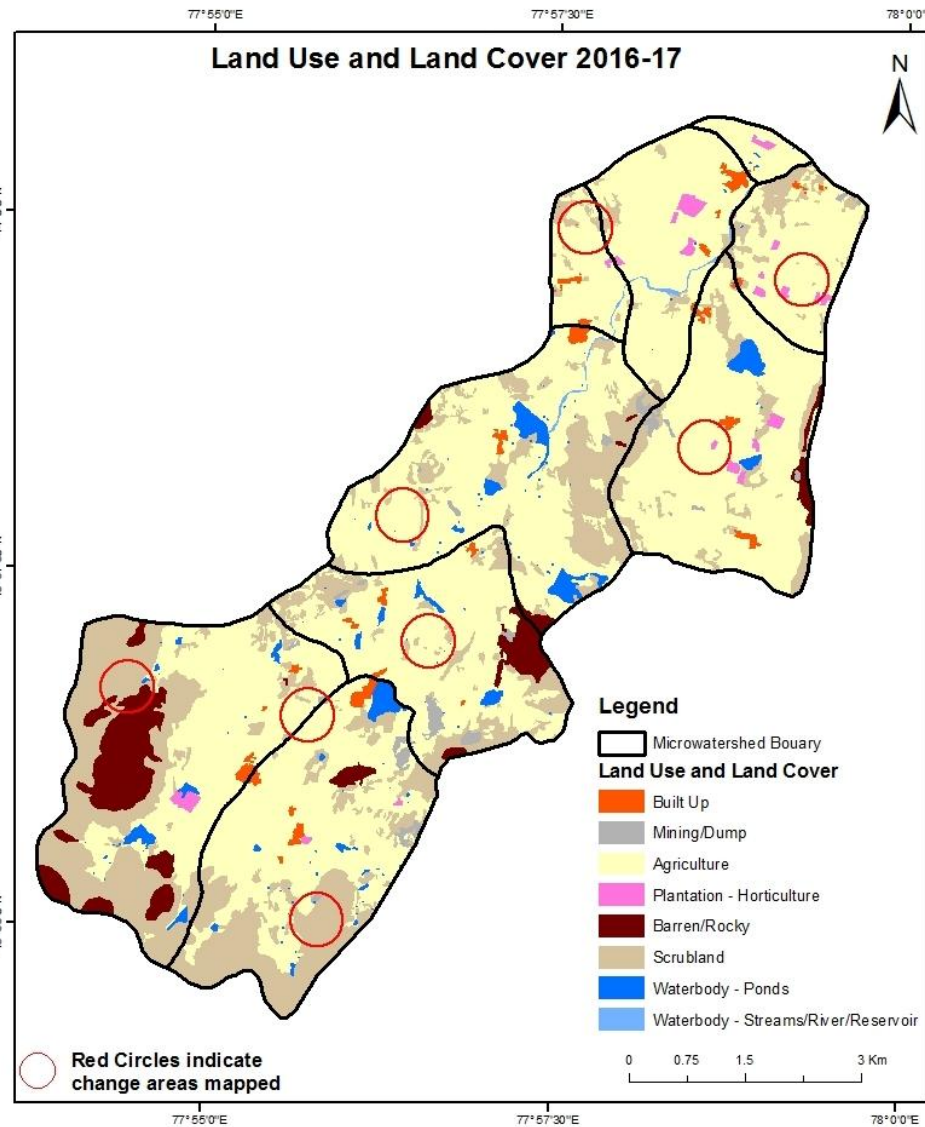 77°55'0"E 77°57'30"E 78°0'0"
Land Use and Land Cover 2016-17
N
Legend
Microwatershed Bouary
Land Use and Land Cover
Built Up
Mining/Dump
Agriculture
Plantation - Horticulture
Barren/Rocky
Scrubland
Waterbody - Ponds
Waterbody - Streams/River/Reservoir
Red Circles indicate
change areas mapped
0 0.75 1.5 3 Km
77°55'0"E 77°57'30"E 78°0'0"E